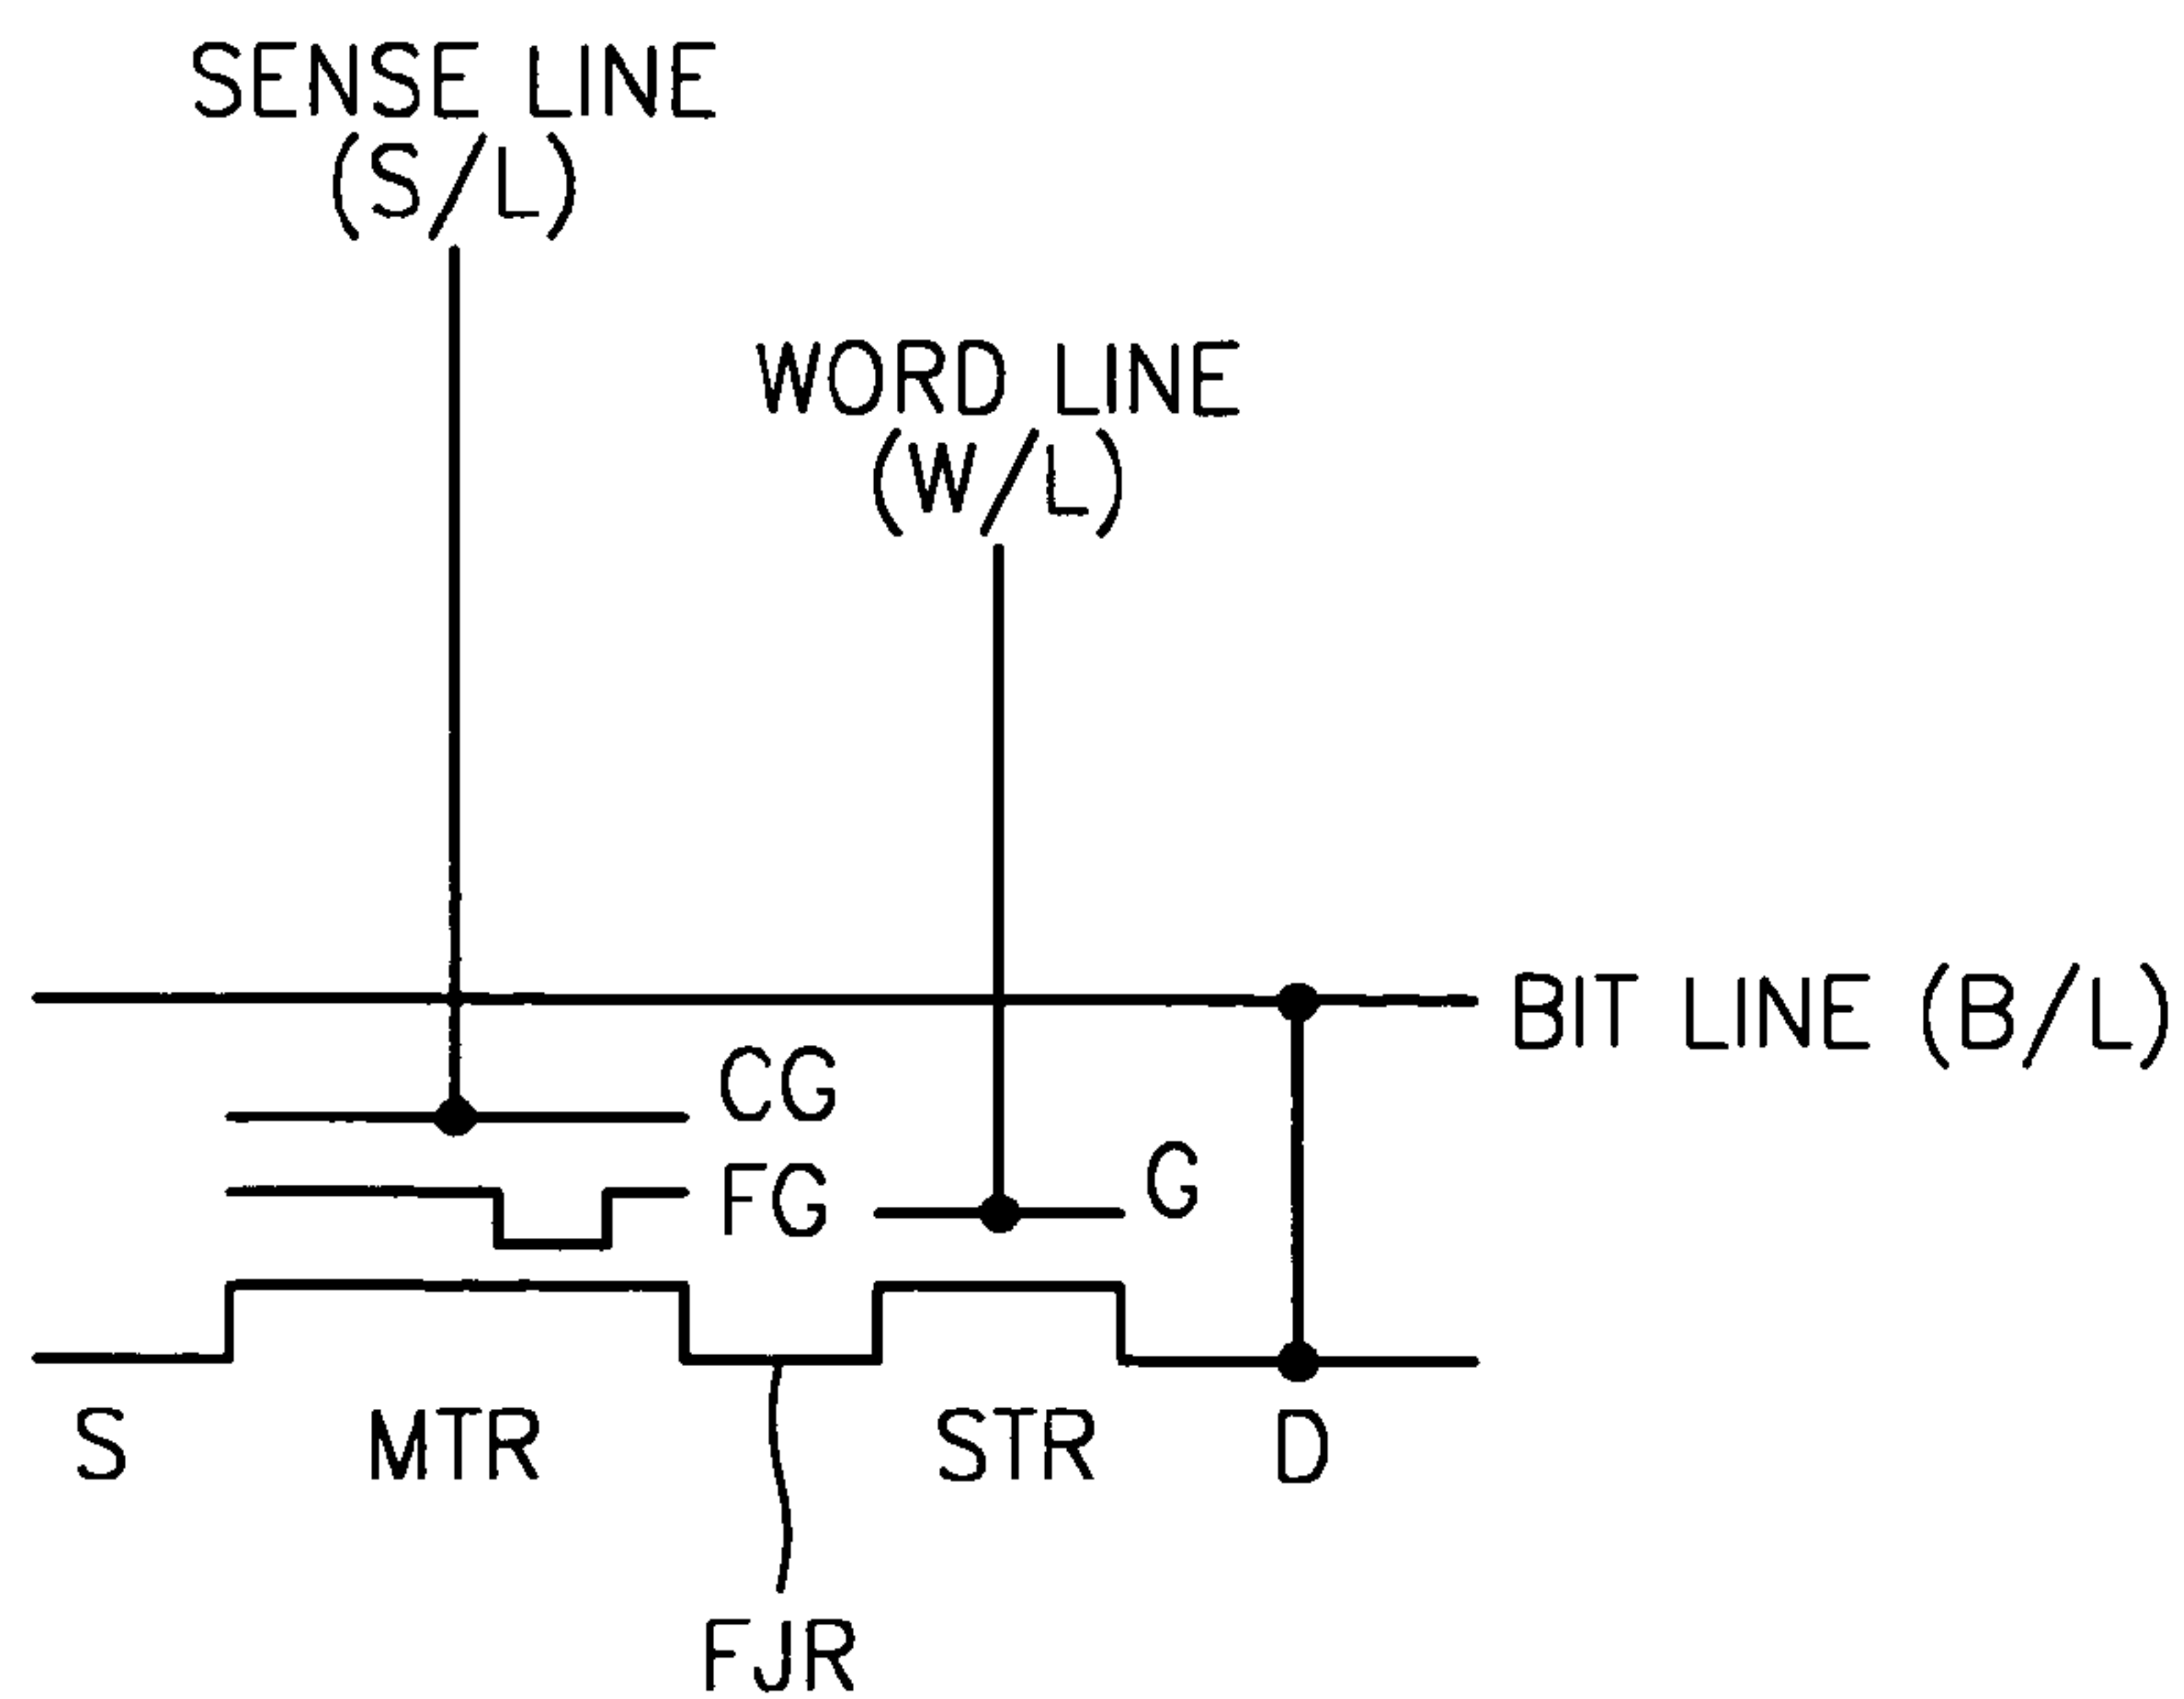 SENSE LINE
(S/L)
WORD LINE
(W/L)
BIT LINE (B/L)
CG
FG
G
S
MTR
STR
D
FJR